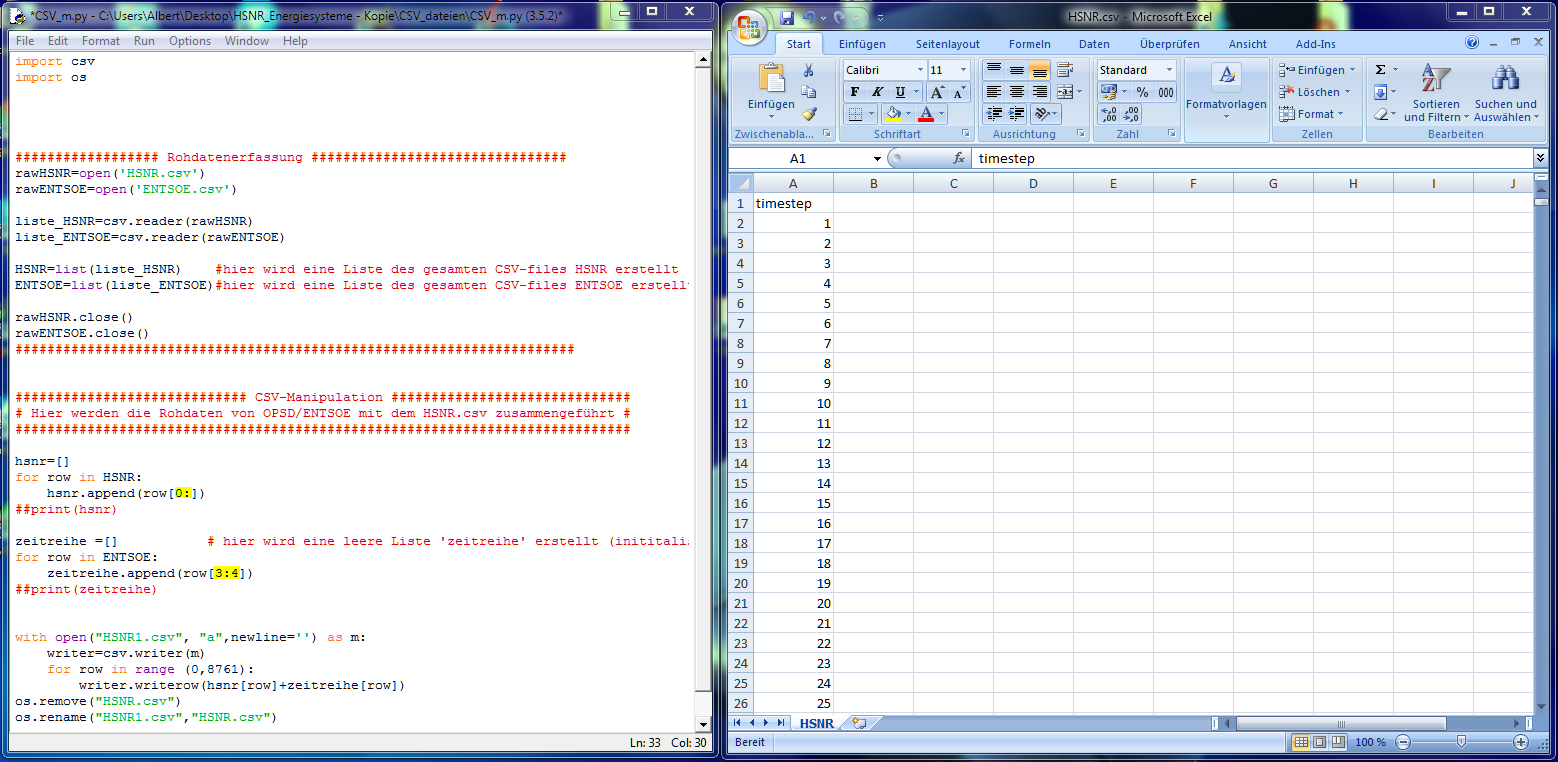 *CSV_m.py - C:\Users\Albert\Desktop\HSNR_Energiesysteme - Kopie\CSV_dateien\CSV_m.py (3.5.2)*
File Edit Format Run Options Window Help
import csv
import os
################## Rohdatenerfassung ################################
rawHSNR=open('HSNR.csv')
rawENTSOE=open('ENTSOE.csv')
liste_HSNR=csv.reader(rawHSNR)
liste_ENTSOE=csv.reader(rawENTSOE)
HSNR=list(liste_HSNR) #hier wird eine Liste des gesamten CSV-files HSNR erstellt
ENTSOE=list(liste_ENTSOE)#hier wird eine Liste des gesamten CSV-files ENTSOE erstell
rawHSNR.close()
rawENTSOE.close()
######################################################################
############################# CSV-Manipulation ##############################
# Hier werden die Rohdaten von OPSD/ENTSOE mit dem HSNR.csv zusammengeführt #
#############################################################################
hsnr=[]
for row in HSNR:
    hsnr.append(row[0:])
##print(hsnr)
zeitreihe =[] # hier wird eine leere Liste 'zeitreihe' erstellt (inititali
for row in ENTSOE:
    zeitreihe.append(row[3:4])
##print(zeitreihe)
with open("HSNR1.csv", "a",newline='') as m:
    writer=csv.writer(m)
    for row in range (0,8761):
        writer.writerow(hsnr[row]+zeitreihe[row])
os.remove("HSNR.csv")
os.rename("HSNR1.csv","HSNR.csv")
Ln: 33 Col: 30
HSNR.csv - Microsoft Excel
Start Einfügen Seitenlayout Formeln Daten Überprüfen Ansicht Add-Ins
Einfügen
Zwischenabla...
Calibri 11
F K U A A
A
Schriftart
Ausrichtung
Standard
% 000
Zahl
Formatvorlagen
Einfügen
Löschen
Format
Zellen
Σ
Sortieren und Filtern
Suchen und Auswählen
Bearbeiten
A1 fx timestep
A B C D E F G H I J
1 timestep
2 1
3 2
4 3
5 4
6 5
7 6
8 7
9 8
10 9
11 10
12 11
13 12
14 13
15 14
16 15
17 16
18 17
19 18
20 19
21 20
22 21
23 22
24 23
25 24
26 25
HSNR
Bereit 100 %